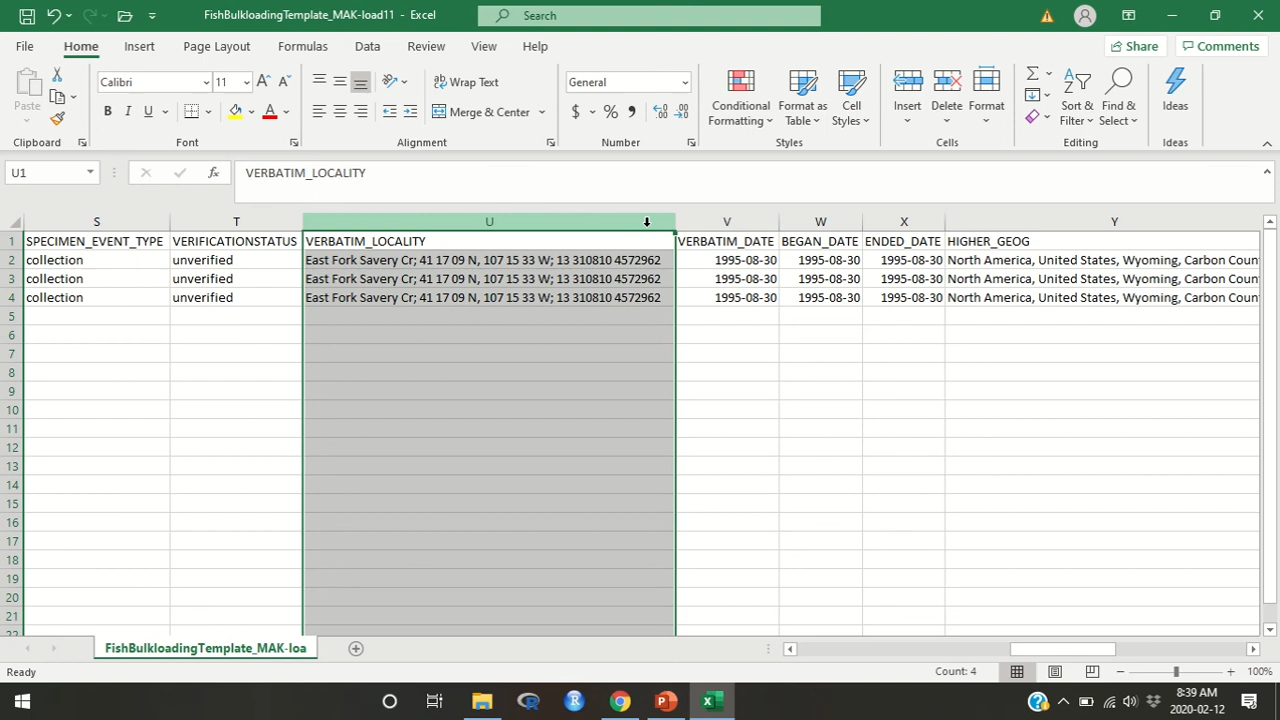 FishBulkloadingTemplate_MAK-load11 - Excel
Search
File Home Insert Page Layout Formulas Data Review View Help Share Comments
Paste
Clipboard
Calibri 11
B I U
Font
Wrap Text
Merge & Center
Alignment
General
$ % 9
Number
Conditional Formatting
Format as Table
Cell Styles
Styles
Insert Delete Format
Cells
Sort & Filter
Find & Select
Editing
Ideas
Ideas
U1 fx VERBATIM_LOCALITY
S T U V W X Y
1 SPECIMEN_EVENT_TYPE VERIFICATIONSTATUS VERBATIM_LOCALITY VERBATIM_DATE BEGAN_DATE ENDED_DATE HIGHER_GEOG
2 collection unverified East Fork Savery Cr; 41 17 09 N, 107 15 33 W; 13 310810 4572962 1995-08-30 1995-08-30 1995-08-30 North America, United States, Wyoming, Carbon Coun
3 collection unverified East Fork Savery Cr; 41 17 09 N, 107 15 33 W; 13 310810 4572962 1995-08-30 1995-08-30 1995-08-30 North America, United States, Wyoming, Carbon Coun
4 collection unverified East Fork Savery Cr; 41 17 09 N, 107 15 33 W; 13 310810 4572962 1995-08-30 1995-08-30 1995-08-30 North America, United States, Wyoming, Carbon Coun
5
6
7
8
9
10
11
12
13
14
15
16
17
18
19
20
21
22
FishBulkloadingTemplate_MAK-loa
Ready Count: 4 100%
8:39 AM
2020-02-12